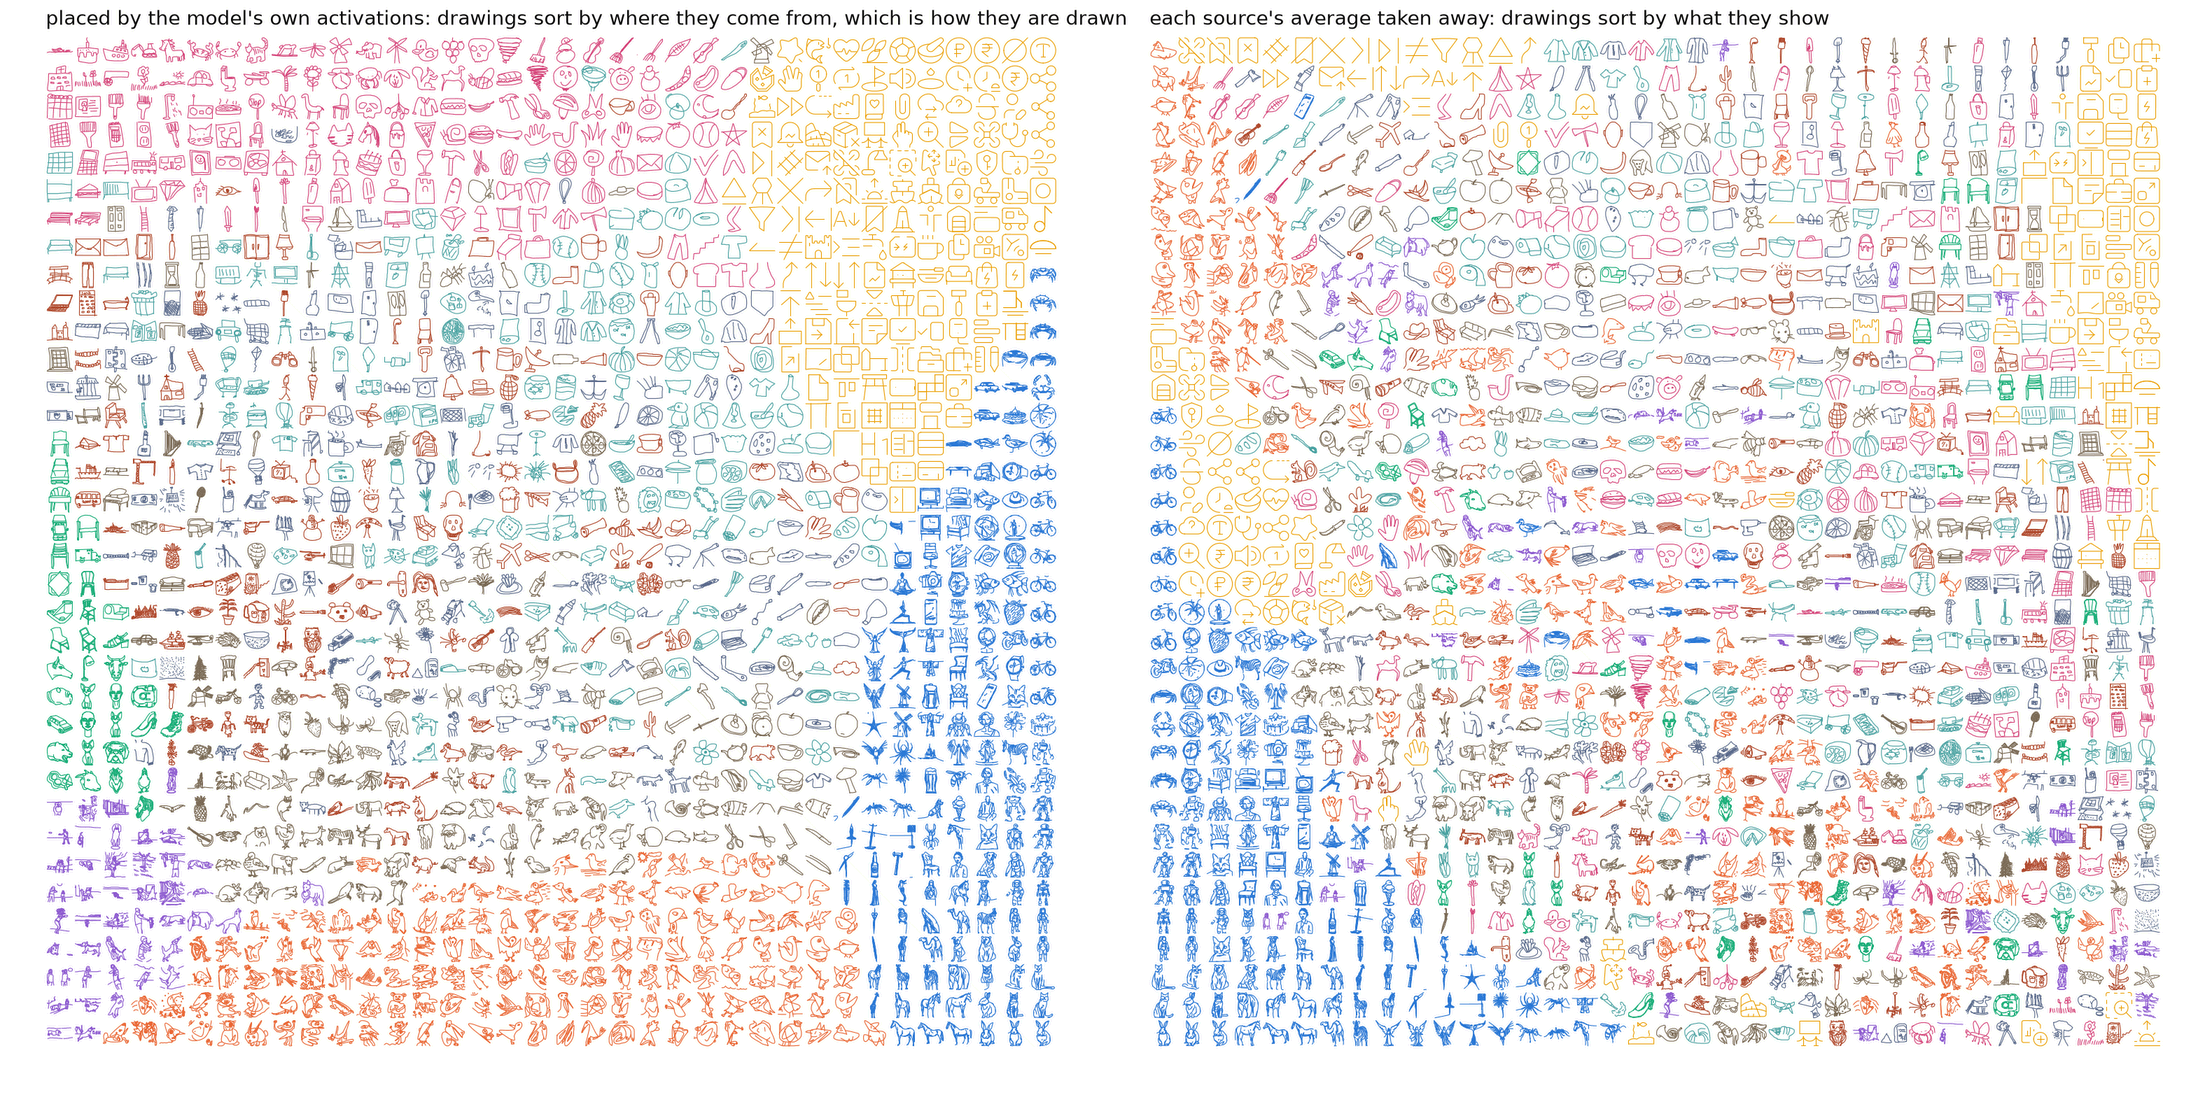 placed by the model's own activations: drawings sort by where they come from, which is how they are drawn
each source's average taken away: drawings sort by what they show